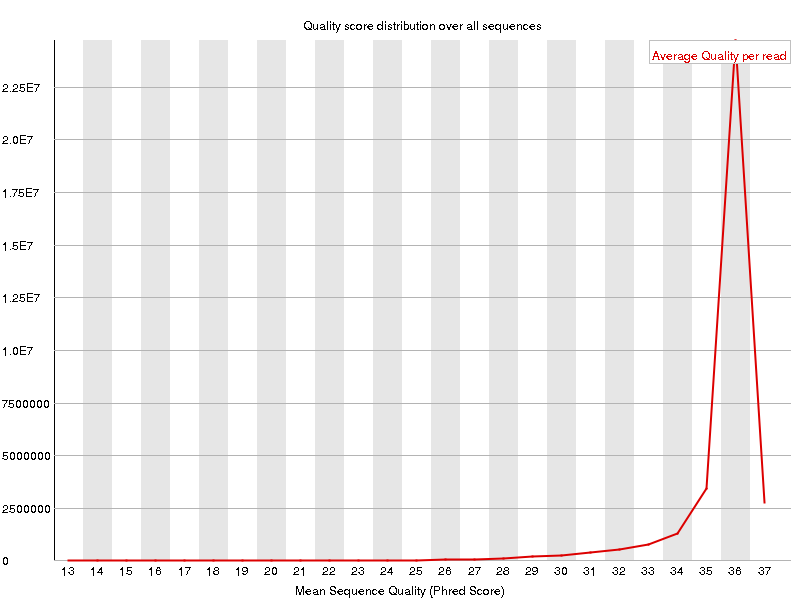 Quality score distribution over all sequences
Average Quality per read
2.25E7
2.0E7
1.75E7
1.5E7
1.25E7
1.0E7
7500000
5000000
2500000
0
13 14 15 16 17 18 19 20 21 22 23 24 25 26 27 28 29 30 31 32 33 34 35 36 37
Mean Sequence Quality (Phred Score)